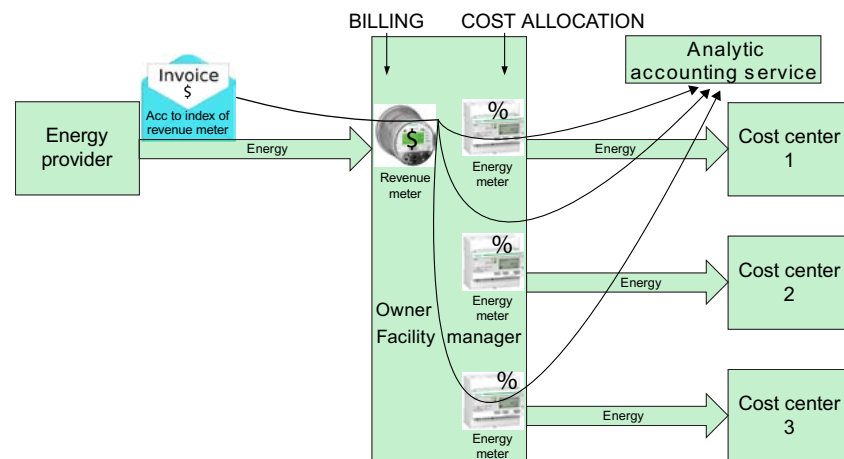 BILLING
COST ALLOCATION
Analytic
accounting service
Invoice
$
Acc to index of
revenue meter
Energy
provider
Energy
$
Revenue
meter
%
Energy
meter
Energy
Cost center
1
%
Energy
meter
Energy
Cost center
2
Owner
Facility manager
%
Energy
meter
Energy
Cost center
3